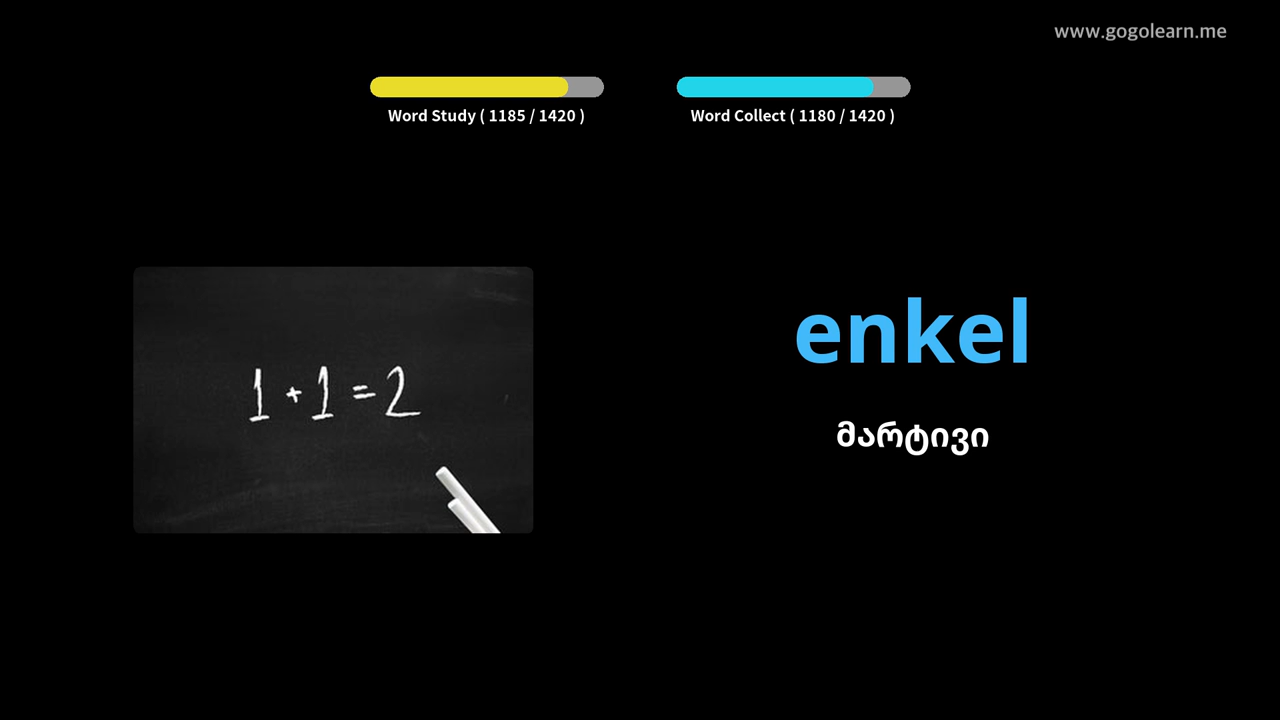 www.gogolearn.me
Word Study ( 1185 / 1420 )
Word Collect ( 1180 / 1420 )
1 + 1 = 2
enkel
მარტივი